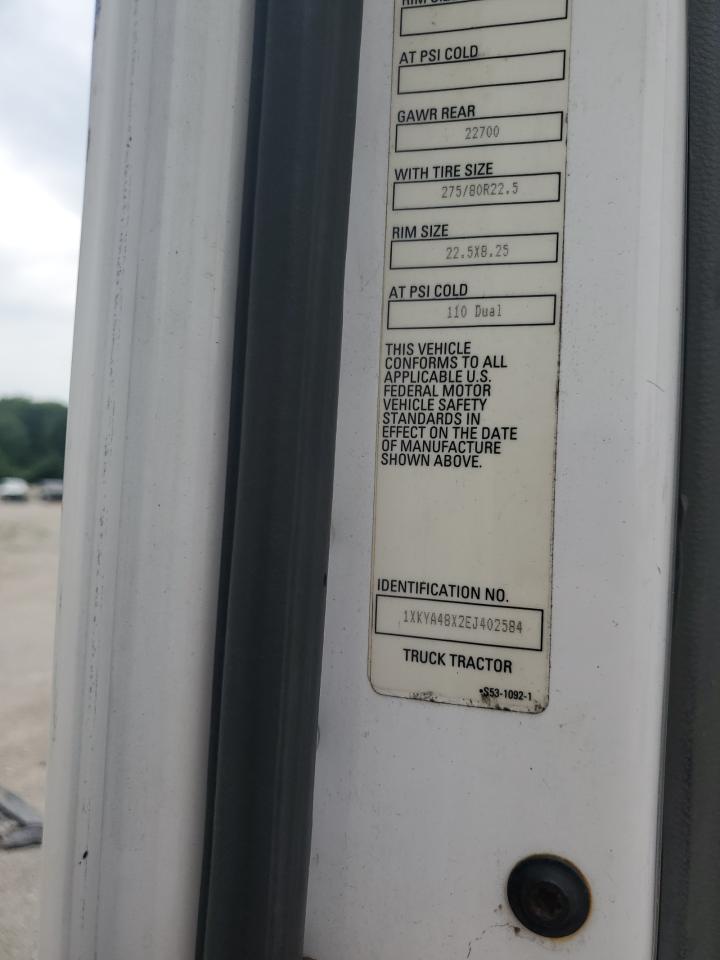 AT PSI COLD
GAWR REAR
22700
WITH TIRE SIZE
275/80R22.5
RIM SIZE
22.5X8.25
AT PSI COLD
110 Dual
THIS VEHICLE
CONFORMS TO ALL
APPLICABLE U.S.
FEDERAL MOTOR
VEHICLE SAFETY
STANDARDS IN
EFFECT ON THE DATE
OF MANUFACTURE
SHOWN ABOVE.
IDENTIFICATION NO.
1XKYA48X2EJ402584
TRUCK TRACTOR
•S53-1092-1